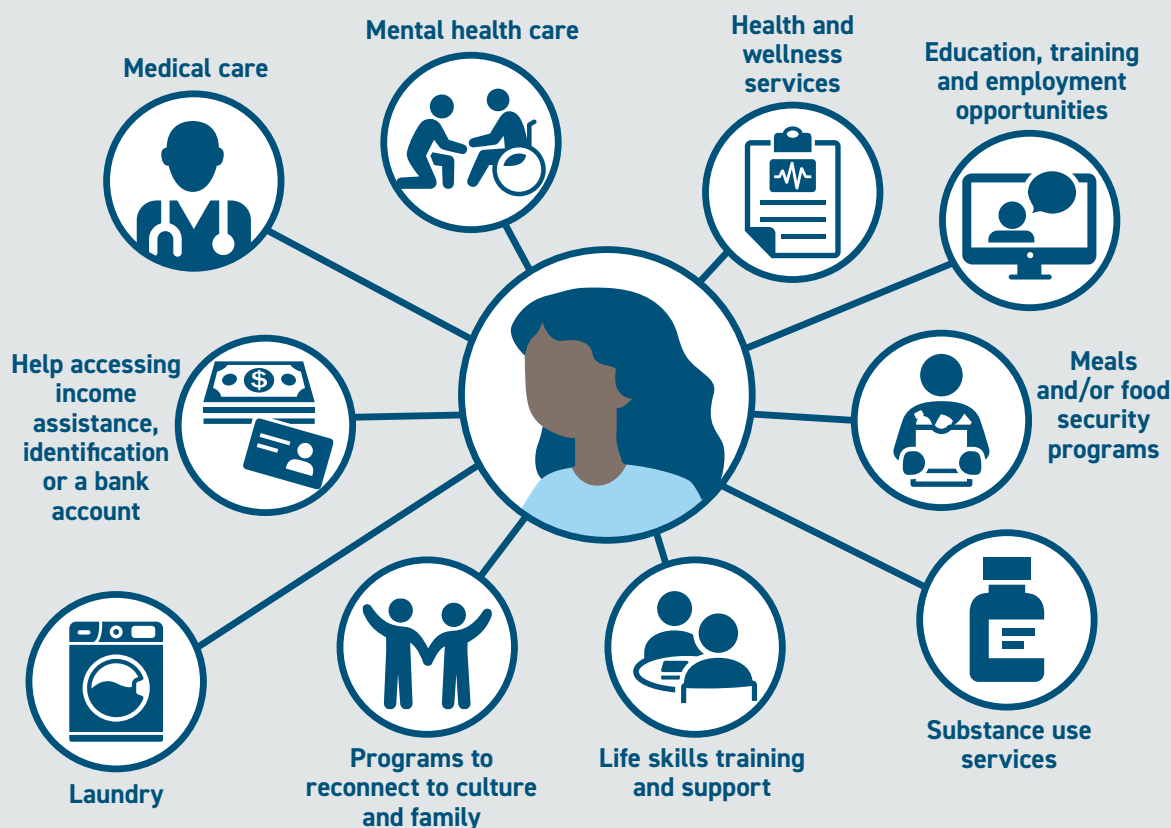 Medical care
Mental health care
Health and
wellness
services
Education, training
and employment
opportunities
Help accessing
income
assistance,
identification
or a bank
account
$
Meals
and/or food
security
programs
Laundry
Programs to
reconnect to culture
and family
Life skills training
and support
Substance use
services